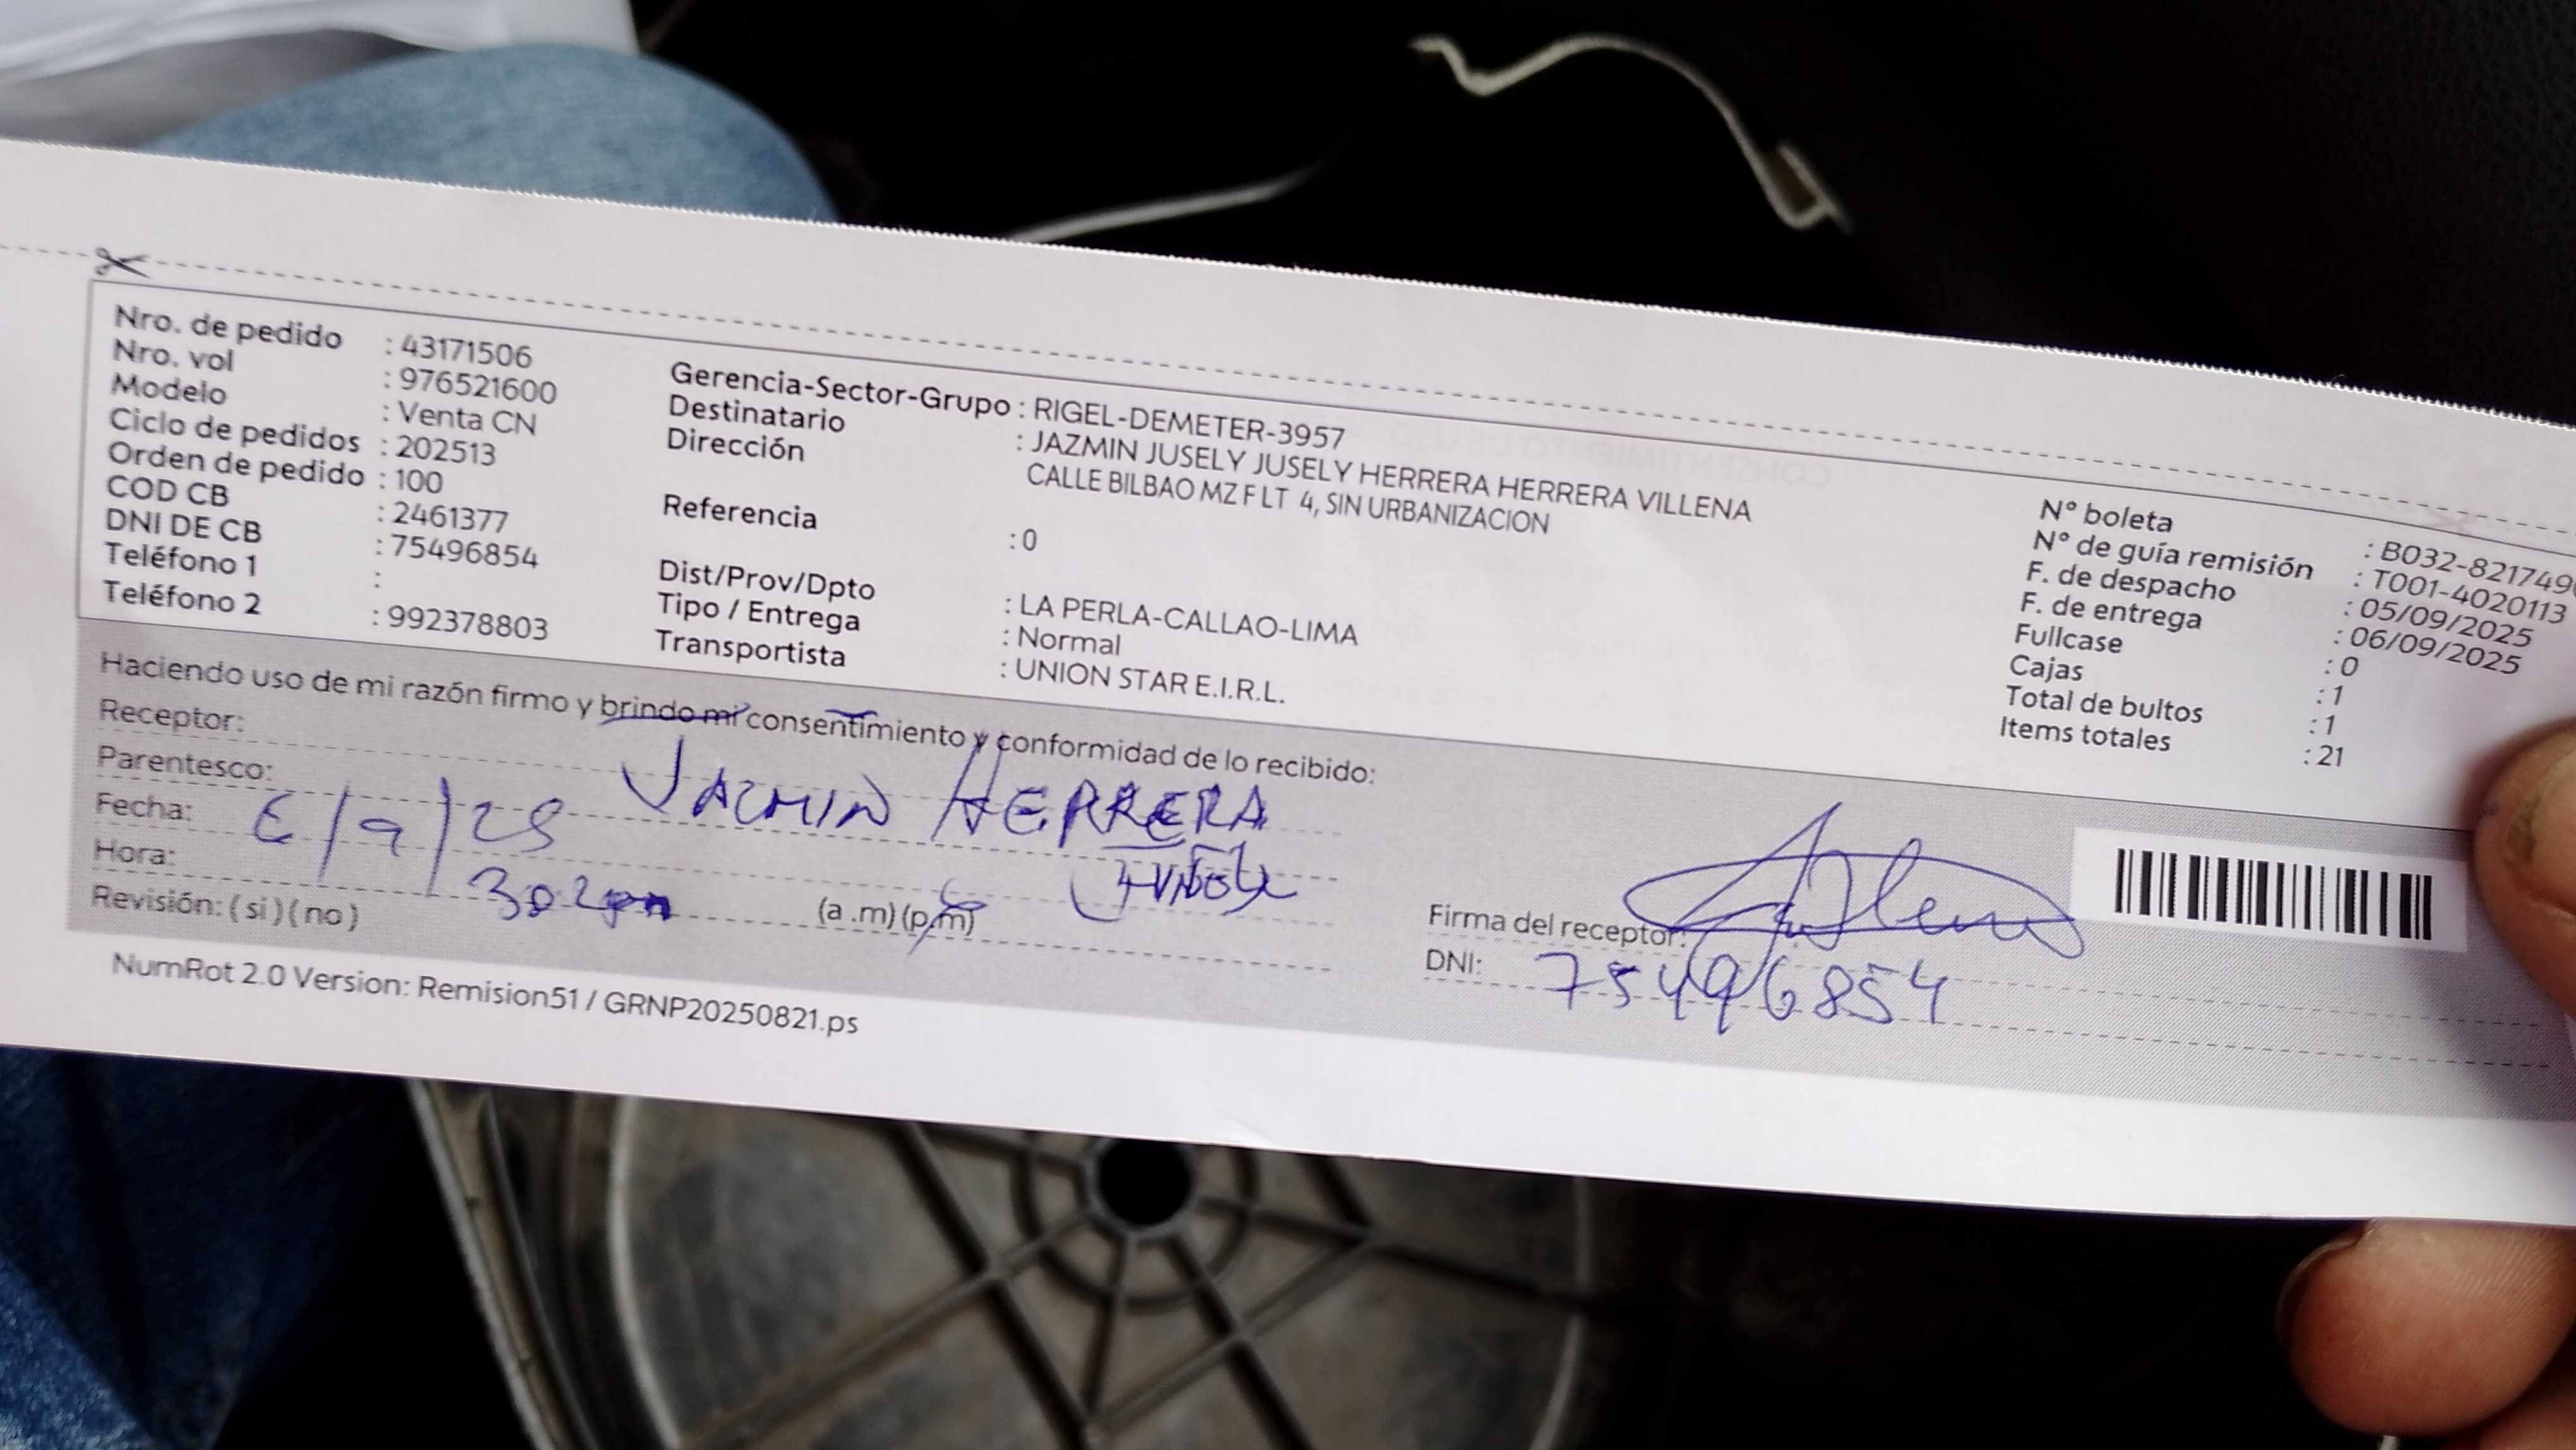 Nro. de pedido : 43171506
Nro. vol : 976521600
Modelo : Venta CN
Ciclo de pedidos : 202513
Orden de pedido : 100
COD CB : 2461377
DNI DE CB : 75496854
Teléfono 1 :
Teléfono 2 : 992378803
Gerencia-Sector-Grupo : RIGEL-DEMETER-3957
Destinatario : JAZMIN JUSELY JUSELY HERRERA HERRERA VILLENA
Dirección CALLE BILBAO MZ F LT 4, SIN URBANIZACION
Referencia : 0
Dist/Prov/Dpto : LA PERLA-CALLAO-LIMA
Tipo / Entrega : Normal
Transportista : UNION STAR E.I.R.L.
N° boleta : B032-821749
N° de guía remisión : T001-4020113
F. de despacho : 05/09/2025
F. de entrega : 06/09/2025
Fullcase : 0
Cajas : 1
Total de bultos : 1
Items totales : 21
Haciendo uso de mi razón firmo y brindo mi consentimiento y conformidad de lo recibido:
Receptor: JAZMIN HERRERA
Parentesco:
Fecha: 6/9/25
Hora: (a .m) (p.m)
Revisión: ( si ) ( no )
Firma del receptor:
DNI: 75496854
NumRot 2.0 Version: Remision51 / GRNP20250821.ps